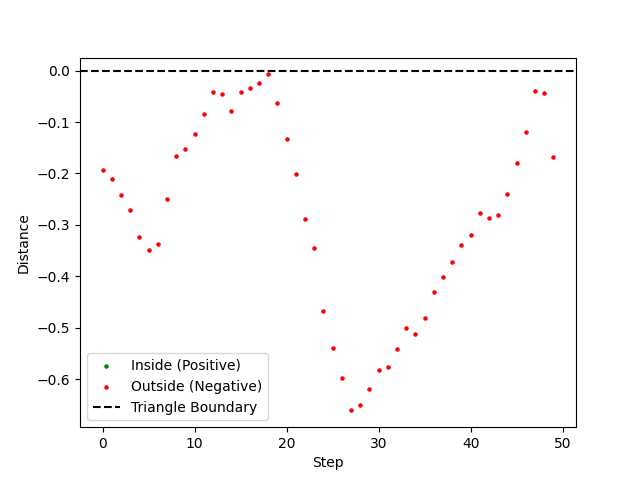 0.0
−0.1
−0.2
−0.3
−0.4
−0.5
−0.6
Distance
Inside (Positive)
Outside (Negative)
Triangle Boundary
0 10 20 30 40 50
Step